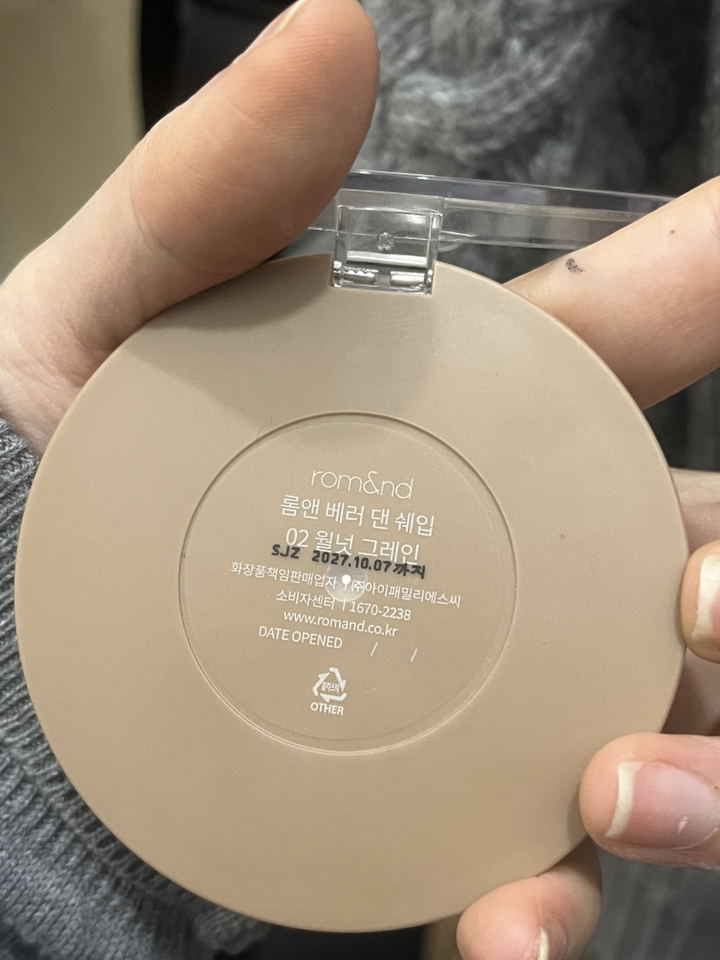 rom&nd
롬앤 베러 댄 쉐입
02 월넛 그레인
SJZ 2027.10.07까지
화장품책임판매업자 | (주)아이패밀리에스씨
소비자센터 | 1670-2238
www.romand.co.kr
DATE OPENED / /
OTHER